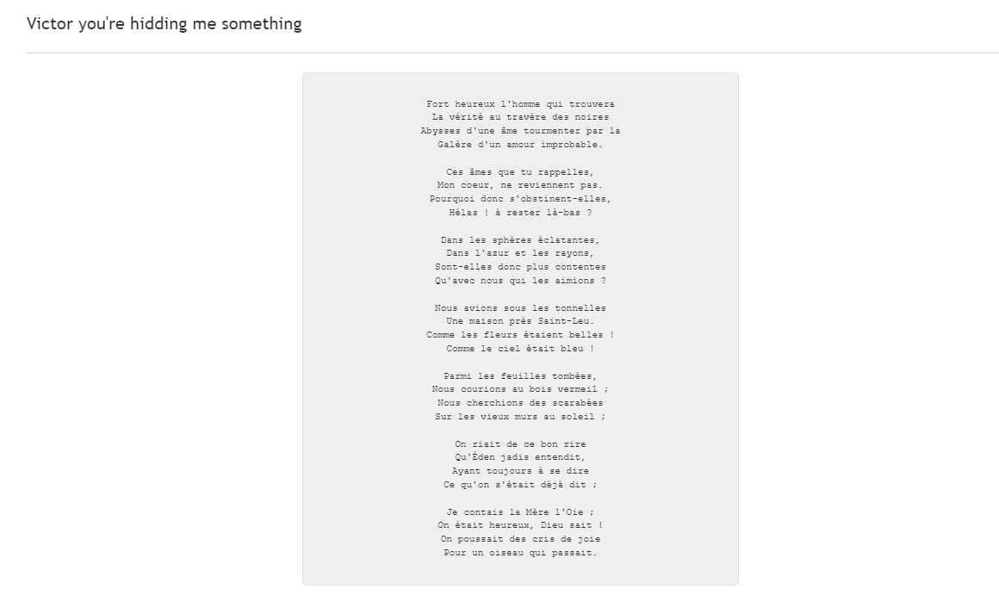 Victor you're hidding me something
Fort heureux l'homme qui trouvera
La vérité au travère des noires
Abysses d'une âme tourmenter par la
Galère d'un amour improbable.
Ces âmes que tu rappelles,
Mon coeur, ne reviennent pas.
Pourquoi donc s'obstinent-elles,
Hélas ! à rester là-bas ?
Dans les sphères éclatantes,
Dans l'azur et les rayons,
Sont-elles donc plus contentes
Qu'avec nous qui les aimions ?
Nous avions sous les tonnelles
Une maison près Saint-Leu.
Comme les fleurs étaient belles !
Comme le ciel était bleu !
Parmi les feuilles tombées,
Nous courions au bois vermeil ;
Nous cherchions des scarabées
Sur les vieux murs au soleil ;
On riait de ce bon rire
Qu'Éden jadis entendit,
Ayant toujours à se dire
Ce qu'on s'était déjà dit ;
Je contais la Mère l'Oie ;
On était heureux, Dieu sait !
On poussait des cris de joie
Pour un oiseau qui passait.